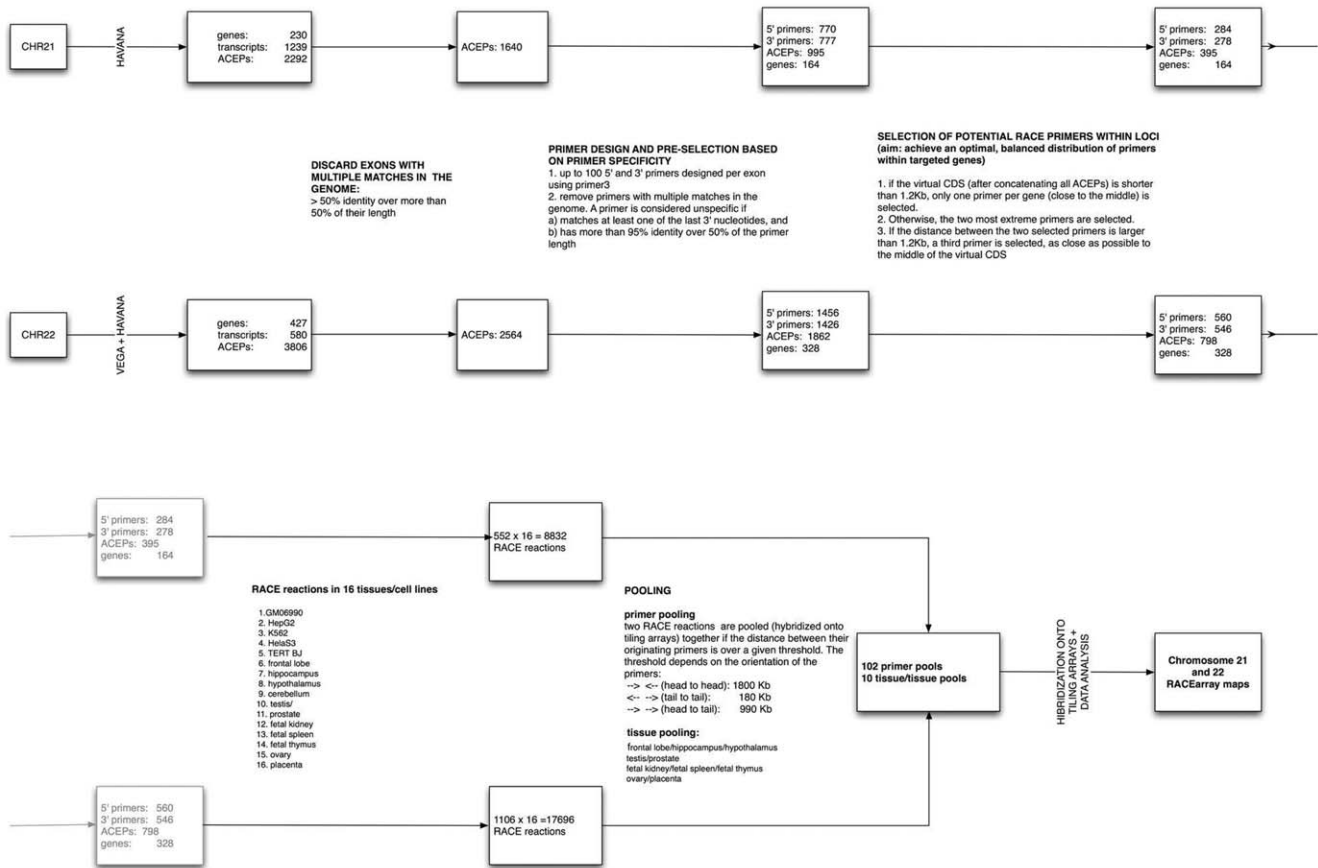 CHR21
HAVANA
genes: 230
transcripts: 1239
ACEPs: 2292
ACEPs: 1640
5' primers: 770
3' primers: 777
ACEPs: 995
genes: 164
5' primers: 284
3' primers: 278
ACEPs: 395
genes: 164
DISCARD EXONS WITH
MULTIPLE MATCHES IN THE
GENOME:
> 50% identity over more than
50% of their length
PRIMER DESIGN AND PRE-SELECTION BASED
ON PRIMER SPECIFICITY
1. up to 100 5' and 3' primers designed per exon
using primer3
2. remove primers with multiple matches in the
genome. A primer is considered unspecific if
a) matches at least one of the last 3' nucleotides, and
b) has more than 95% identity over 50% of the primer
length
SELECTION OF POTENTIAL RACE PRIMERS WITHIN LOCI
(aim: achieve an optimal, balanced distribution of primers
within targeted genes)
1. if the virtual CDS (after concatenating all ACEPs) is shorter
than 1.2Kb, only one primer per gene (close to the middle) is
selected.
2. Otherwise, the two most extreme primers are selected.
3. If the distance between the two selected primers is larger
than 1.2Kb, a third primer is selected, as close as possible to
the middle of the virtual CDS
CHR22
VEGA + HAVANA
genes: 427
transcripts: 580
ACEPs: 3806
ACEPs: 2564
5' primers: 1456
3' primers: 1426
ACEPs: 1862
genes: 328
5' primers: 560
3' primers: 546
ACEPs: 798
genes: 328
5' primers: 284
3' primers: 278
ACEPs: 395
genes: 164
552 x 16 = 8832
RACE reactions
RACE reactions in 16 tissues/cell lines
1.GM06990
2. HepG2
3. K562
4. HelaS3
5. TERT BJ
6. frontal lobe
7. hippocampus
8. hypothalamus
9. cerebellum
10. testis/
11. prostate
12. fetal kidney
13. fetal spleen
14. fetal thymus
15. ovary
16. placenta
POOLING
primer pooling
two RACE reactions are pooled (hybridized onto
tiling arrays) together if the distance between their
originating primers is over a given threshold. The
threshold depends on the orientation of the
primers:
--> <-- (head to head): 1800 Kb
<-- --> (tail to tail): 180 Kb
--> --> (head to tail): 990 Kb
tissue pooling:
frontal lobe/hippocampus/hypothalamus
testis/prostate
fetal kidney/fetal spleen/fetal thymus
ovary/placenta
102 primer pools
10 tissue/tissue pools
HIBRIDIZATION ONTO
TILING ARRAYS +
DATA ANALYSIS
Chromosome 21
and 22
RACEarray maps
5' primers: 560
3' primers: 546
ACEPs: 798
genes: 328
1106 x 16 =17696
RACE reactions